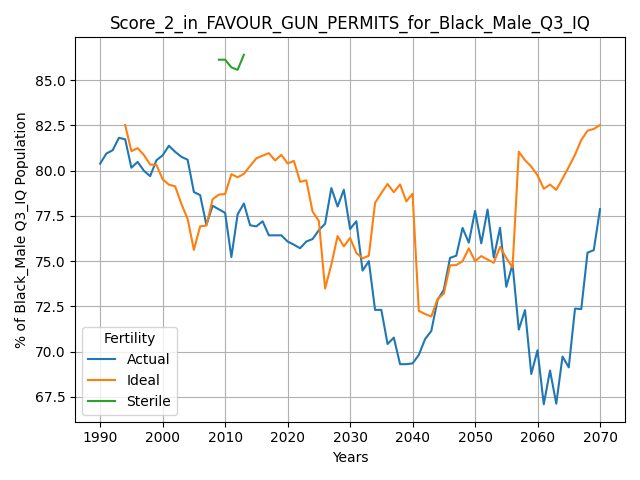 Score_2_in_FAVOUR_GUN_PERMITS_for_Black_Male_Q3_IQ
% of Black_Male Q3_IQ Population
85.0
82.5
80.0
77.5
75.0
72.5
70.0
67.5
Fertility
Actual
Ideal
Sterile
1990 2000 2010 2020 2030 2040 2050 2060 2070
Years